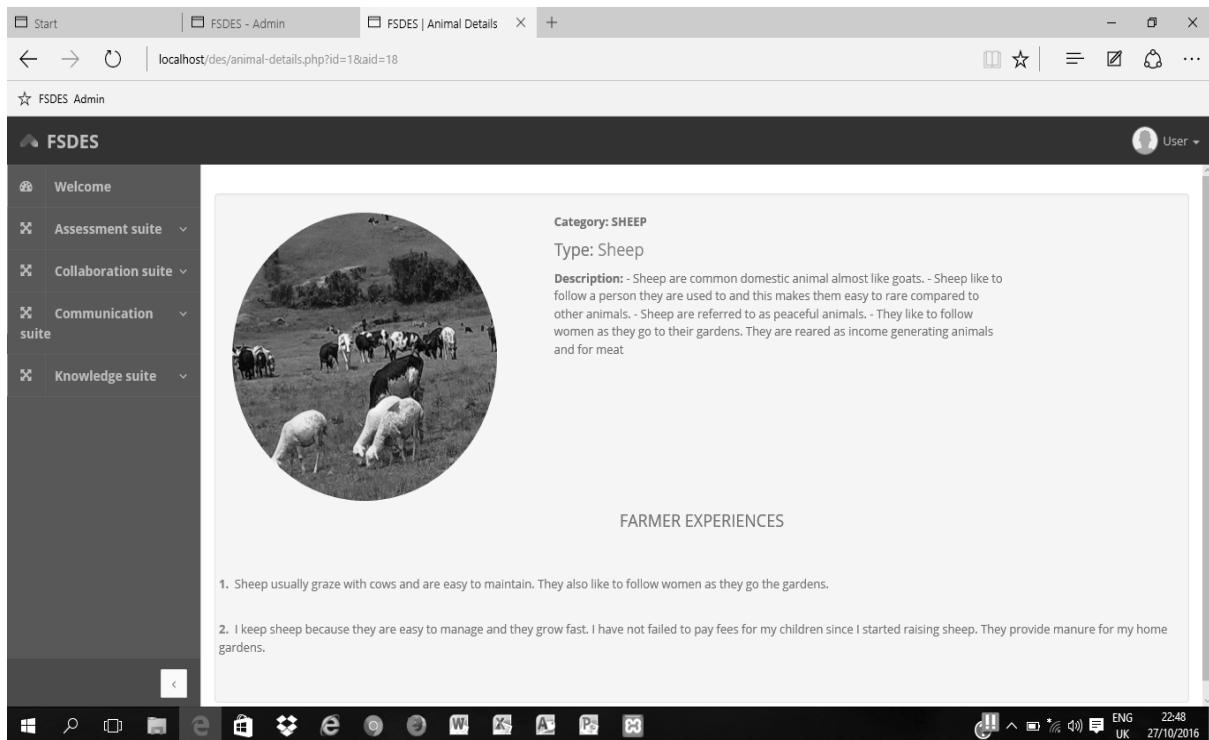 Start
FSDES - Admin
FSDES | Animal Details
localhost/des/animal-details.php?id=1&aid=18
FSDES Admin
FSDES
User
Welcome
Assessment suite
Collaboration suite
Communication
suite
Knowledge suite
Category: SHEEP
Type: Sheep
Description: - Sheep are common domestic animal almost like goats. - Sheep like to
follow a person they are used to and this makes them easy to rare compared to
other animals. - Sheep are referred to as peaceful animals. - They like to follow
women as they go to their gardens. They are reared as income generating animals
and for meat
FARMER EXPERIENCES
1. Sheep usually graze with cows and are easy to maintain. They also like to follow women as they go the gardens.
2. I keep sheep because they are easy to manage and they grow fast. I have not failed to pay fees for my children since I started raising sheep. They provide manure for my home
gardens.
ENG
UK
22:48
27/10/2016